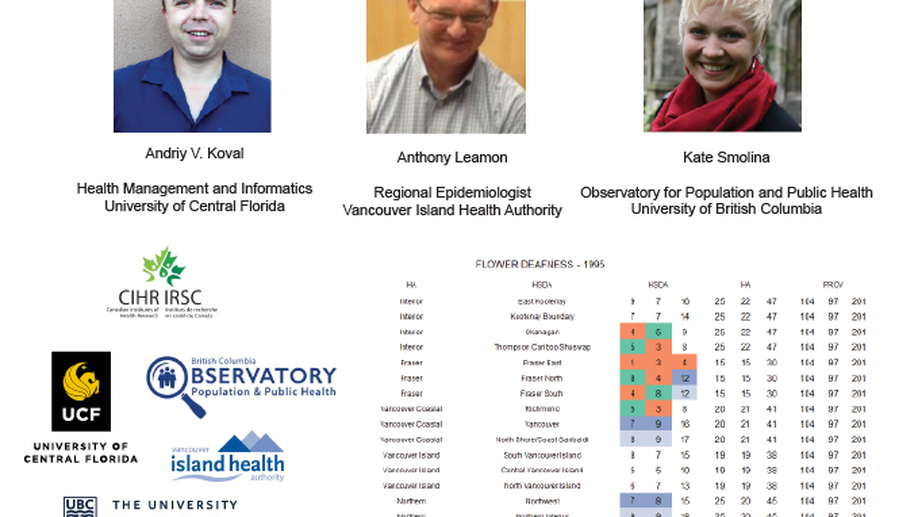 Andriy V. Koval
Health Management and Informatics
University of Central Florida
Anthony Leamon
Regional Epidemiologist
Vancouver Island Health Authority
Kate Smolina
Observatory for Population and Public Health
University of British Columbia
CIHR IRSC
Canadian Institutes of Instituts de recherche
Health Research en santé du Canada
UCF
UNIVERSITY OF
CENTRAL FLORIDA
British Columbia
BSERVATORY
Population & Public Health
vancouver
island health
authority
UBC THE UNIVERSITY
FLOWER DEAFNESS - 1995
HA HSDA HSDA HA PROV
Interior East Kootenay 9 7 16 25 22 47 104 97 201
Interior Kootenay Boundary 7 7 14 25 22 47 104 97 201
Interior Okanagan 4 5 9 25 22 47 104 97 201
Interior Thompson Cariboo Shuswap 5 3 8 25 22 47 104 97 201
Fraser Fraser East 1 3 4 15 15 30 104 97 201
Fraser Fraser North 8 4 12 15 15 30 104 97 201
Fraser Fraser South 4 8 12 15 15 30 104 97 201
Vancouver Coastal Richmond 5 3 8 20 21 41 104 97 201
Vancouver Coastal Vancouver 7 9 16 20 21 41 104 97 201
Vancouver Coastal North Shore/Coast Garibaldi 8 9 17 20 21 41 104 97 201
Vancouver Island South Vancouver Island 8 7 15 19 19 38 104 97 201
Vancouver Island Central Vancouver Island 5 5 10 19 19 38 104 97 201
Vancouver Island North Vancouver Island 6 7 13 19 19 38 104 97 201
Northern Northwest 7 8 15 25 20 45 104 97 201
Northern Northern Interior 104 97 201